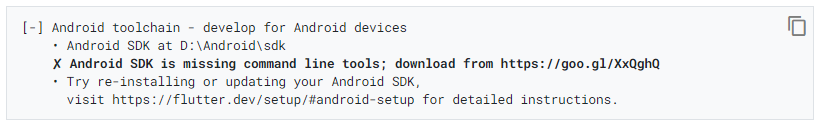 [-] Android toolchain - develop for Android devices
• Android SDK at D:\Android\sdk
✗ Android SDK is missing command line tools; download from https://goo.gl/XxQghQ
• Try re-installing or updating your Android SDK,
visit https://flutter.dev/setup/#android-setup for detailed instructions.